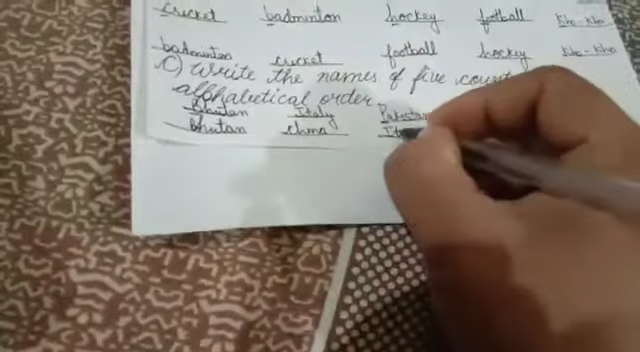 cricket badminton hockey football kho-kho
badminton cricket football hockey kho-kho
C) Write the names of five count
alphabetical order
Bhutan Italy Pakistan
Bhutan China It